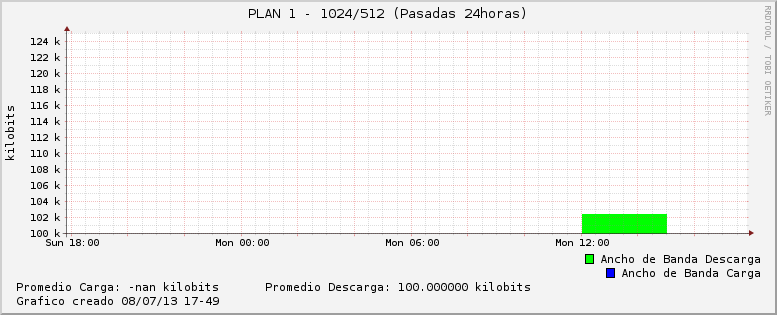 PLAN 1 - 1024/512 (Pasadas 24horas)
RRDTOOL / TOBI OETIKER
kilobits
124 k
122 k
120 k
118 k
116 k
114 k
112 k
110 k
108 k
106 k
104 k
102 k
100 k
Sun 18:00 Mon 00:00 Mon 06:00 Mon 12:00
Ancho de Banda Descarga
Ancho de Banda Carga
Promedio Carga: -nan kilobits Promedio Descarga: 100.000000 kilobits
Grafico creado 08/07/13 17-49